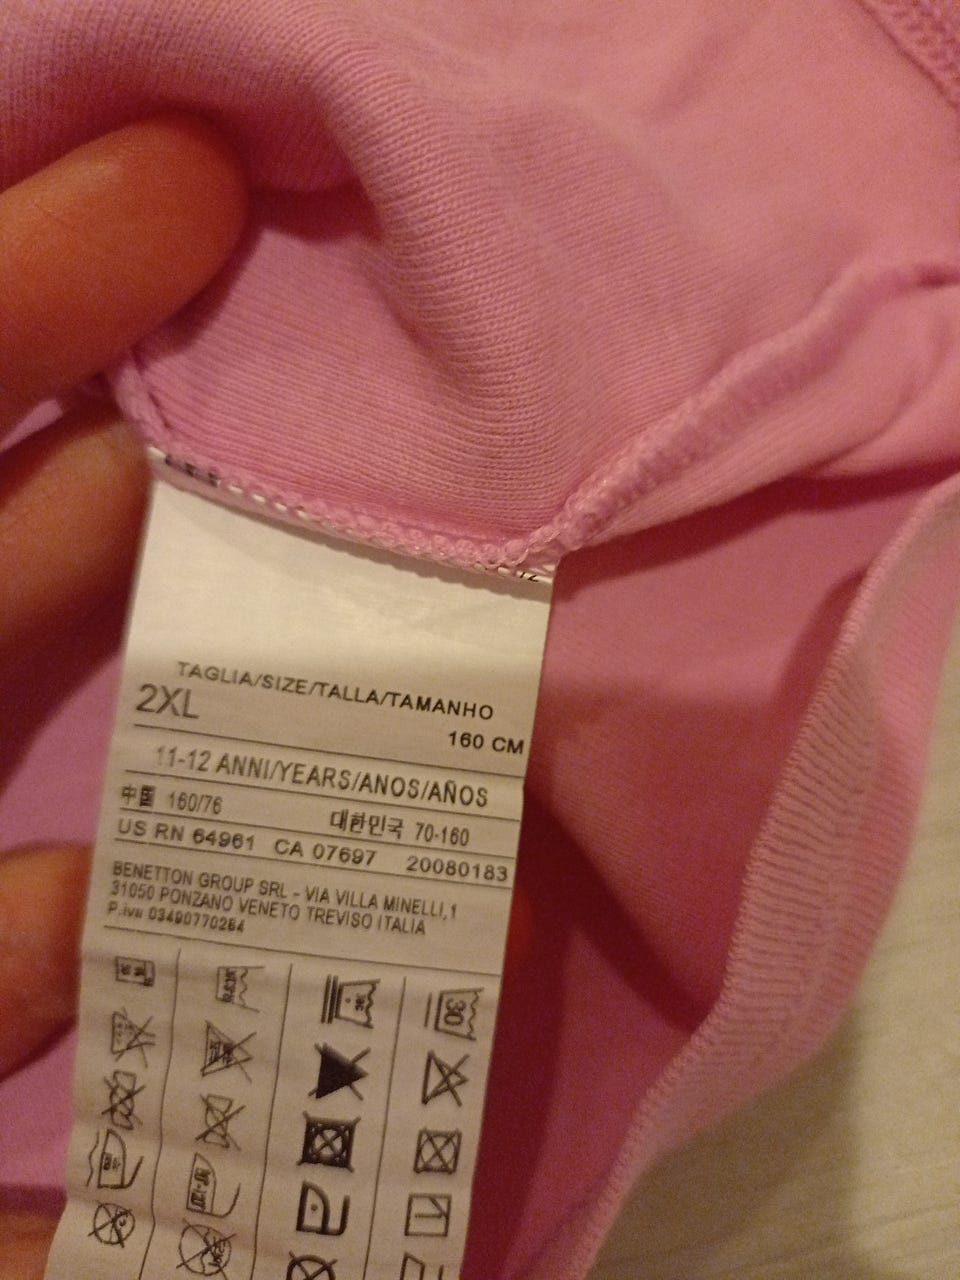 TAGLIA/SIZE/TALLA/TAMANHO
2XL
160 CM
11-12 ANNI/YEARS/ANOS/AÑOS
中国 160/76 대한민국 70-160
US RN 64961 CA 07697 20080183
BENETTON GROUP SRL - VIA VILLA MINELLI,1
31050 PONZANO VENETO TREVISO ITALIA
P.iva 03490770264
30